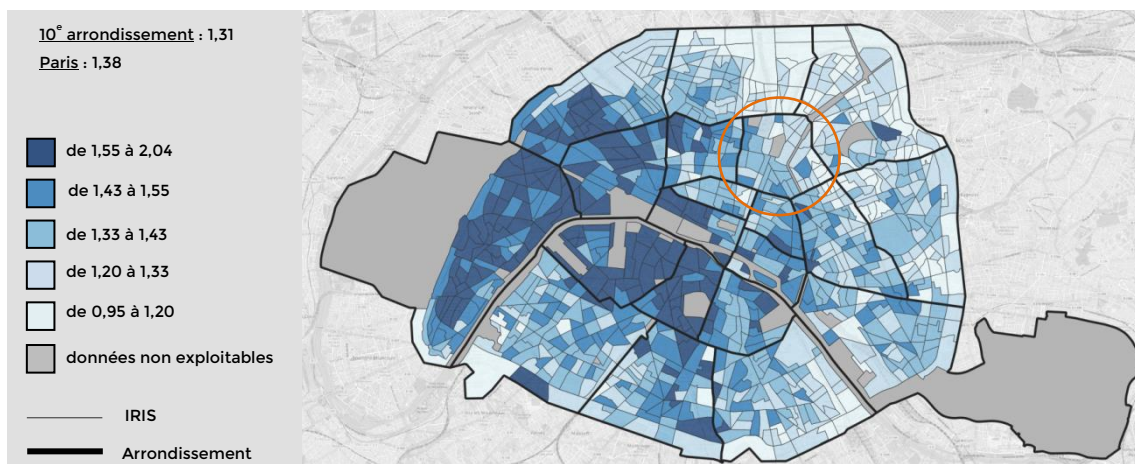 10e arrondissement : 1,31
Paris : 1,38
de 1,55 à 2,04
de 1,43 à 1,55
de 1,33 à 1,43
de 1,20 à 1,33
de 0,95 à 1,20
données non exploitables
IRIS
Arrondissement